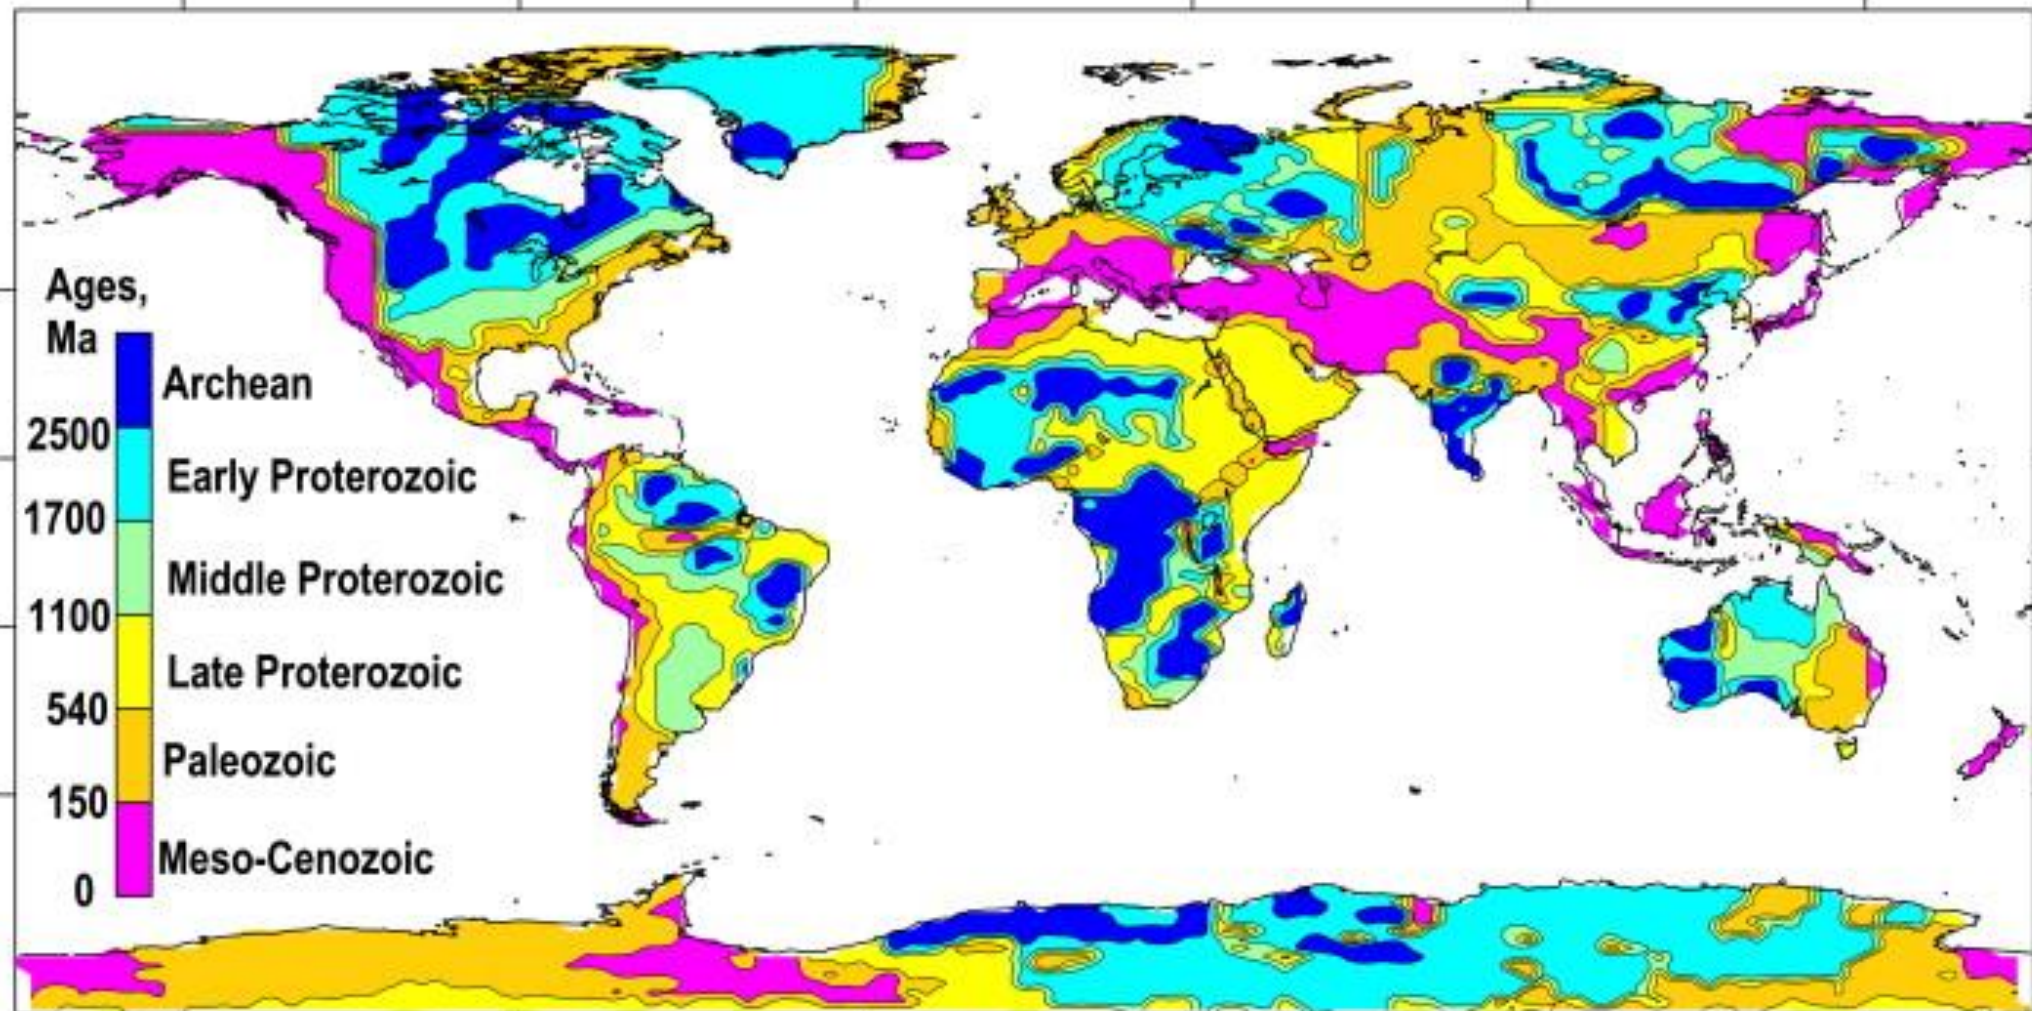 Ages,
Ma
Archean
2500
Early Proterozoic
1700
Middle Proterozoic
1100
Late Proterozoic
540
Paleozoic
150
Meso-Cenozoic
0